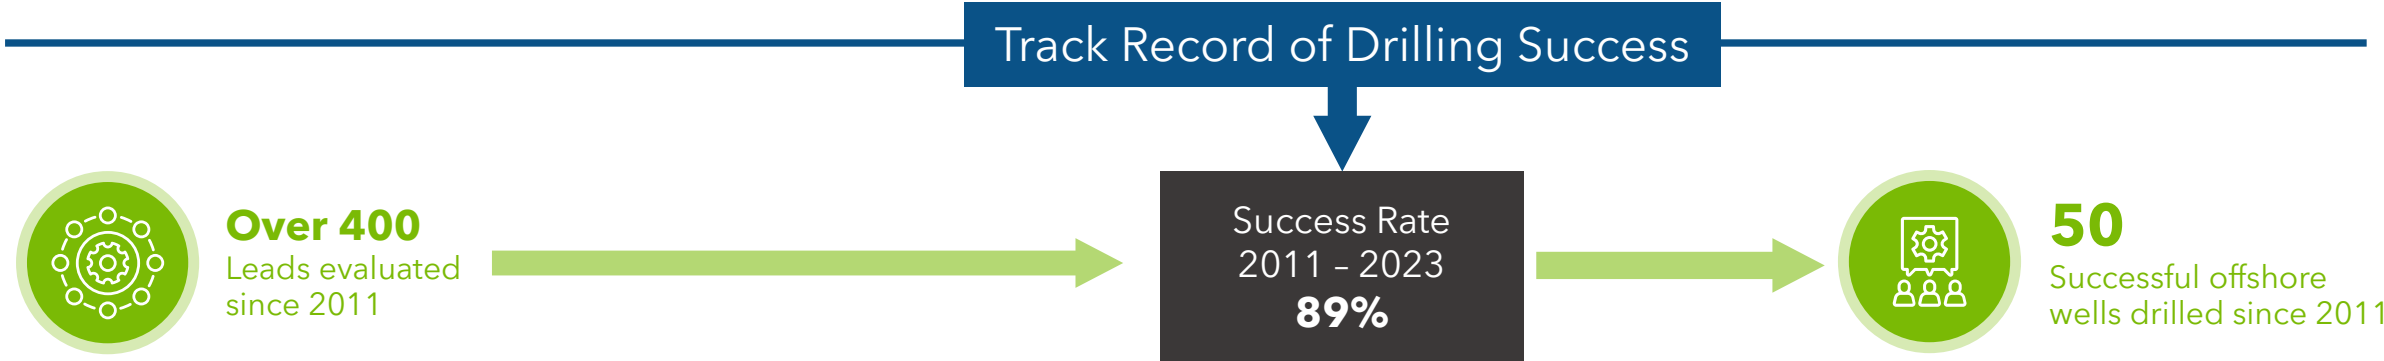 Track Record of Drilling Success
Over 400
Leads evaluated
since 2011
Success Rate
2011 – 2023
89%
50
Successful offshore
wells drilled since 2011